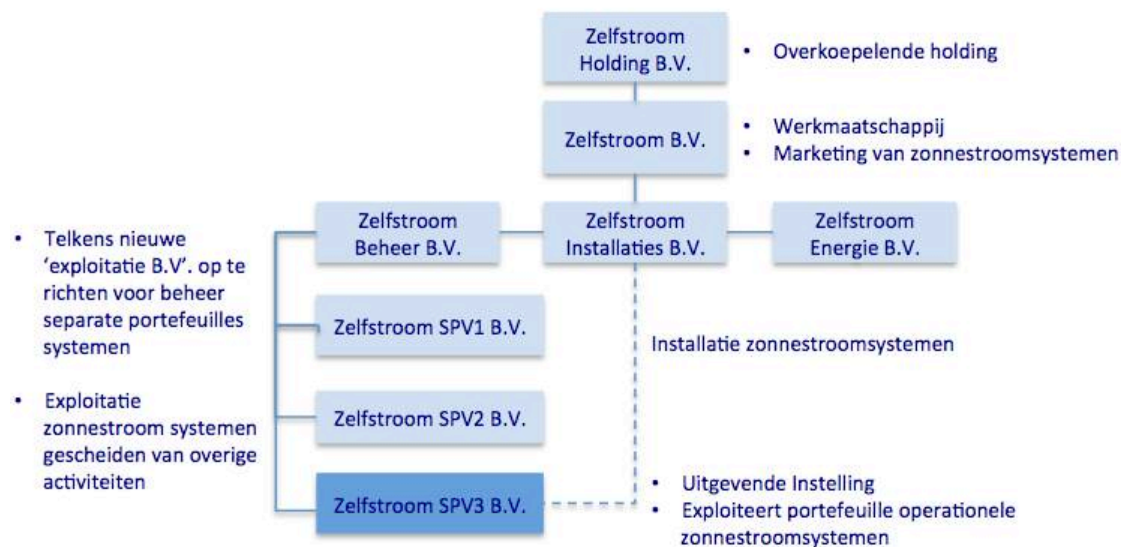 Zelfstroom
Holding B.V.
• Overkoepelende holding
Zelfstroom B.V.
• Werkmaatschappij
• Marketing van zonnestroomsystemen
Zelfstroom
Beheer B.V.
Zelfstroom
Installaties B.V.
Zelfstroom
Energie B.V.
• Telkens nieuwe
‘exploitatie B.V’. op te
richten voor beheer
separate portefeuilles
systemen
• Exploitatie
zonnestroom systemen
gescheiden van overige
activiteiten
Zelfstroom SPV1 B.V.
Zelfstroom SPV2 B.V.
Zelfstroom SPV3 B.V.
Installatie zonnestroomsystemen
• Uitgevende Instelling
• Exploiteert portefeuille operationele
zonnestroomsystemen